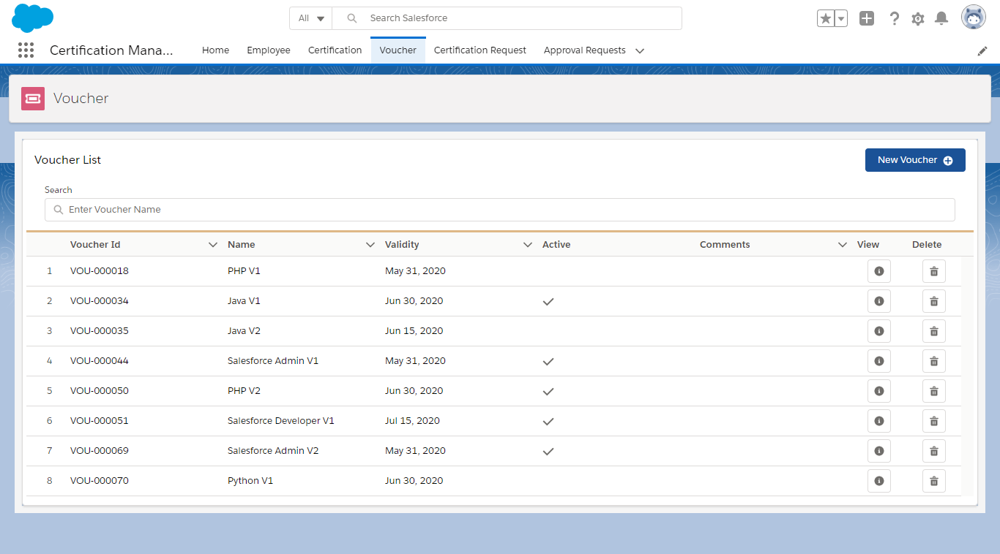 All Search Salesforce
Certification Mana... Home Employee Certification Voucher Certification Request Approval Requests
Voucher
Voucher List New Voucher
Search
Enter Voucher Name
Voucher Id Name Validity Active Comments View Delete
1 VOU-000018 PHP V1 May 31, 2020
2 VOU-000034 Java V1 Jun 30, 2020
3 VOU-000035 Java V2 Jun 15, 2020
4 VOU-000044 Salesforce Admin V1 May 31, 2020
5 VOU-000050 PHP V2 Jun 30, 2020
6 VOU-000051 Salesforce Developer V1 Jul 15, 2020
7 VOU-000069 Salesforce Admin V2 May 31, 2020
8 VOU-000070 Python V1 Jun 30, 2020